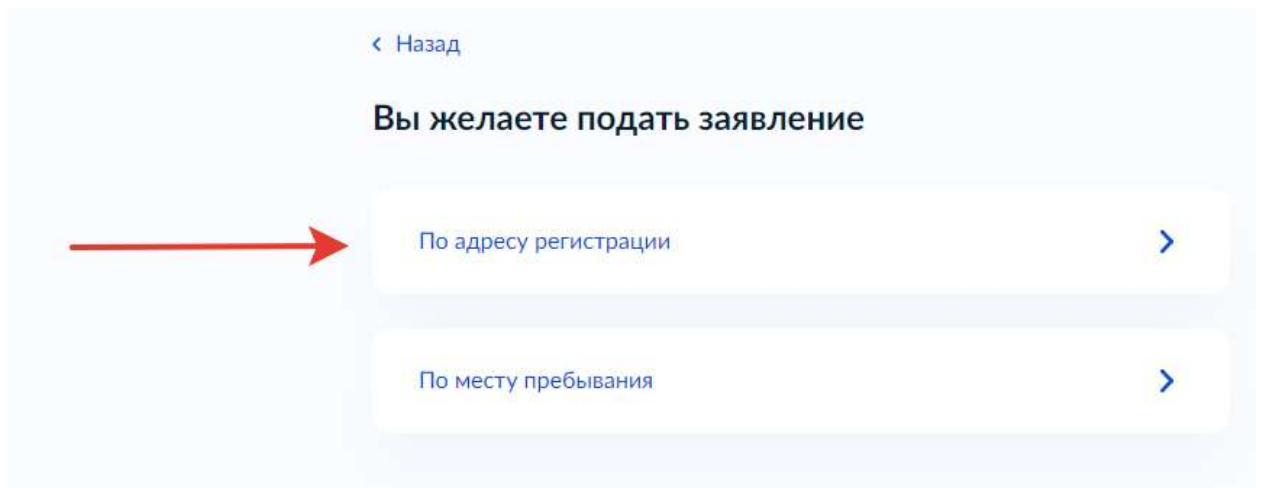 Назад
Вы желаете подать заявление
По адресу регистрации
По месту пребывания